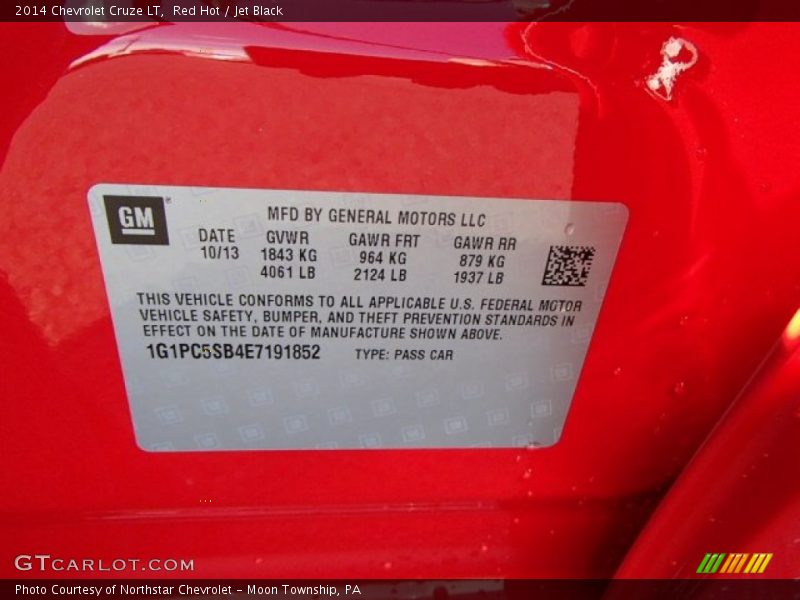 2014 Chevrolet Cruze LT, Red Hot / Jet Black
GM
MFD BY GENERAL MOTORS LLC
DATE GVWR GAWR FRT GAWR RR
10/13 1843 KG 964 KG 879 KG
4061 LB 2124 LB 1937 LB
THIS VEHICLE CONFORMS TO ALL APPLICABLE U.S. FEDERAL MOTOR
VEHICLE SAFETY, BUMPER, AND THEFT PREVENTION STANDARDS IN
EFFECT ON THE DATE OF MANUFACTURE SHOWN ABOVE.
1G1PC5SB4E7191852 TYPE: PASS CAR
GTCARLOT.COM
Photo Courtesy of Northstar Chevrolet - Moon Township, PA